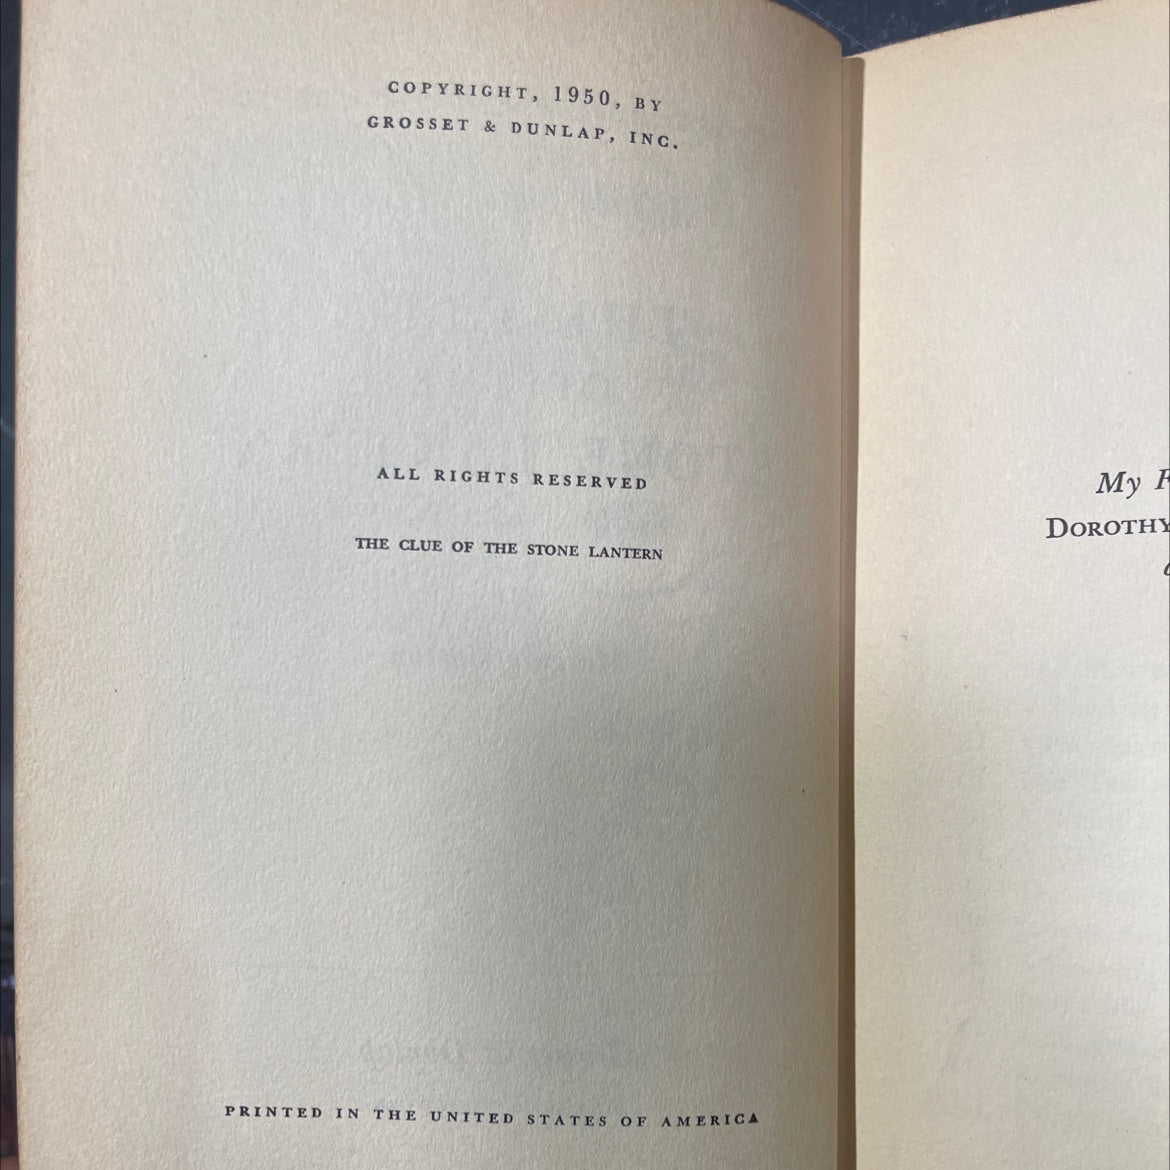 COPYRIGHT, 1950, BY
GROSSET & DUNLAP, INC.
ALL RIGHTS RESERVED
THE CLUE OF THE STONE LANTERN
PRINTED IN THE UNITED STATES OF AMERICA
My
DOROTHY